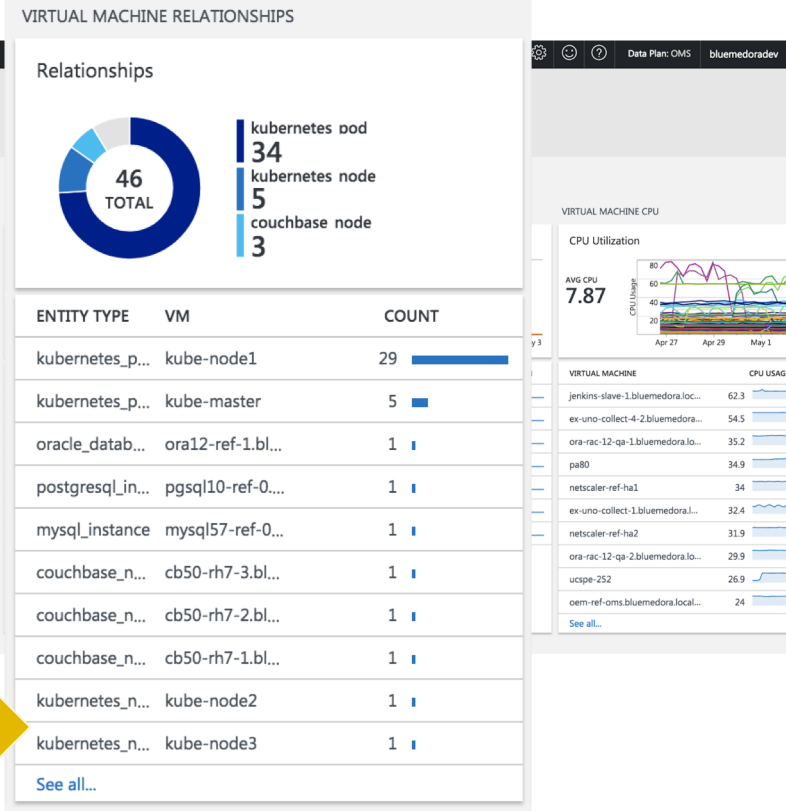 VIRTUAL MACHINE RELATIONSHIPS
Relationships
46
TOTAL
kubernetes pod
34
kubernetes node
5
couchbase node
3
ENTITY TYPE VM COUNT
kubernetes_p... kube-node1 29
kubernetes_p... kube-master 5
oracle_datab... ora12-ref-1.bl... 1
postgresql_in... pgsql10-ref-0.... 1
mysql_instance mysql57-ref-0... 1
couchbase_n... cb50-rh7-3.bl... 1
couchbase_n... cb50-rh7-2.bl... 1
couchbase_n... cb50-rh7-1.bl... 1
kubernetes_n... kube-node2 1
kubernetes_n... kube-node3 1
See all...
Data Plan: OMS bluemedoradev
VIRTUAL MACHINE CPU
CPU Utilization
AVG CPU
7.87
CPU Usage
80
60
40
20
Apr 27 Apr 29 May 1
y 3
VIRTUAL MACHINE CPU USAG
jenkins-slave-1.bluemedora.loc... 62.3
ex-uno-collect-4-2.bluemedora... 54.5
ora-rac-12-qa-1.bluemedora.lo... 35.2
pa80 34.9
netscaler-ref-ha1 34
ex-uno-collect-1.bluemedora.l... 32.4
netscaler-ref-ha2 31.9
ora-rac-12-qa-2.bluemedora.lo... 29.9
ucspe-252 26.9
oem-ref-oms.bluemedora.local... 24
See all...